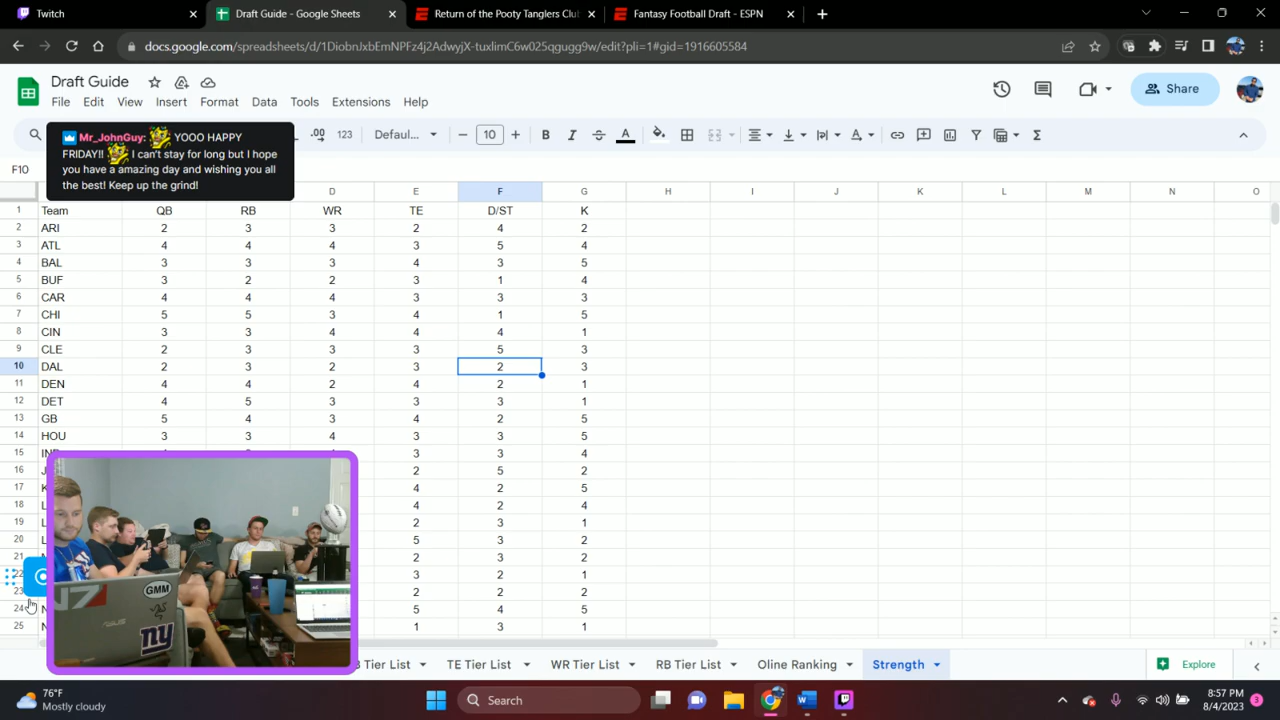 Twitch
Draft Guide - Google Sheets
Return of the Pooty Tanglers Clu
Fantasy Football Draft - ESPN
docs.google.com/spreadsheets/d/1DiobnJxbEmNPFz4j2AdwyjX-tuxlimC6w025qgugg9w/edit?pli=1#gid=1916605584
Draft Guide
File Edit View Insert Format Data Tools Extensions Help
Share
Mr_JohnGuy: YOOO HAPPY
FRIDAY!! I can't stay for long but I hope
you have a amazing day and wishing you all
the best! Keep up the grind!
.00 123 Defaul... 10 B
F10
D E F G H I J K L M N O
1 Team QB RB WR TE D/ST K
2 ARI 2 3 3 2 4 2
3 ATL 4 4 4 3 5 4
4 BAL 3 3 3 4 3 5
5 BUF 3 2 2 3 1 4
6 CAR 4 4 4 3 3 3
7 CHI 5 5 3 4 1 5
8 CIN 3 3 4 4 4 1
9 CLE 2 3 3 3 5 3
10 DAL 2 3 2 3 2 3
11 DEN 4 4 2 4 2 1
12 DET 4 5 3 3 3 1
13 GB 5 4 3 4 2 5
14 HOU 3 3 4 3 3 5
15 3 3 4
16 2 5 2
17 4 2 5
18 4 2 4
19 2 3 1
20 5 3 2
21 2 3 2
22 3 2 1
23 2 2 2
24 5 4 5
25 1 3 1
N7
GMM
ny
Tier List TE Tier List WR Tier List RB Tier List Oline Ranking Strength Explore
76°F
Mostly cloudy
Search
8:57 PM
8/4/2023
3